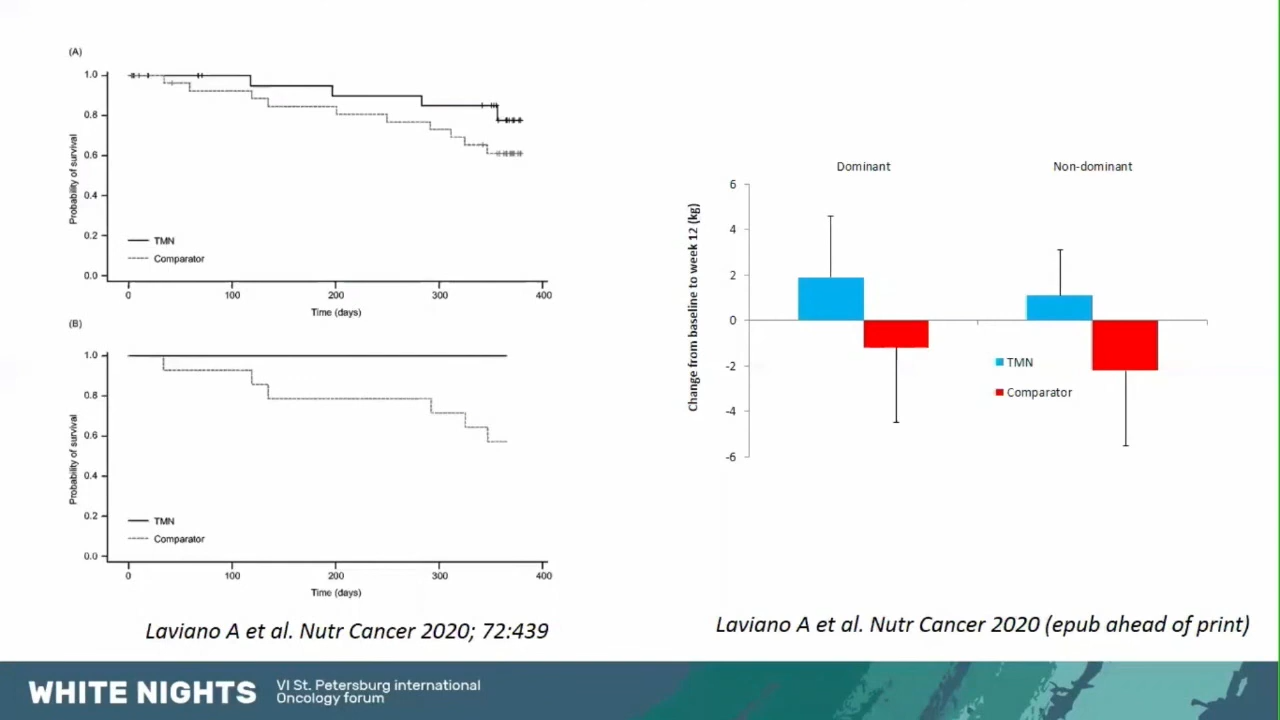 (A)
1.0
0.8
0.6
0.4
0.2
0.0
Probability of survival
TMN
Comparator
0 100 200 300 400
Time (days)
(B)
1.0
0.8
0.6
0.4
0.2
0.0
Probability of survival
TMN
Comparator
0 100 200 300 400
Time (days)
Laviano A et al. Nutr Cancer 2020; 72:439
Dominant Non-dominant
6
4
2
0
-2
-4
-6
Change from baseline to week 12 (kg)
TMN
Comparator
Laviano A et al. Nutr Cancer 2020 (epub ahead of print)
WHITE NIGHTS
VI St. Petersburg international
Oncology forum